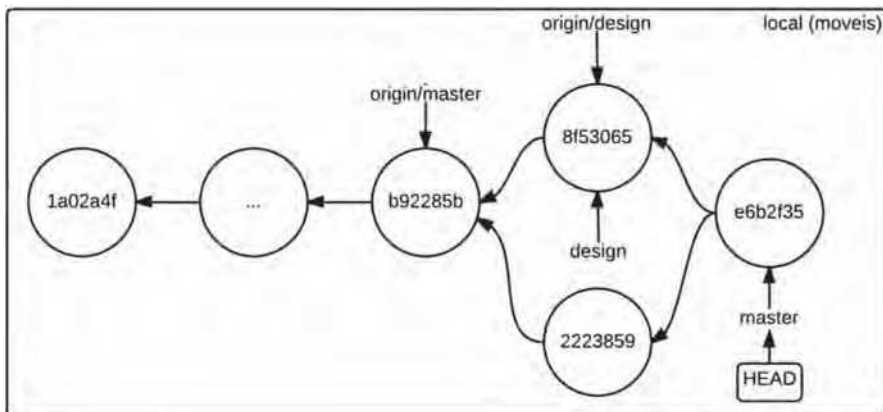 origin/design
local (moveis)
origin/master
8f53065
1a02a4f
...
b92285b
e6b2f35
design
2223859
master
HEAD